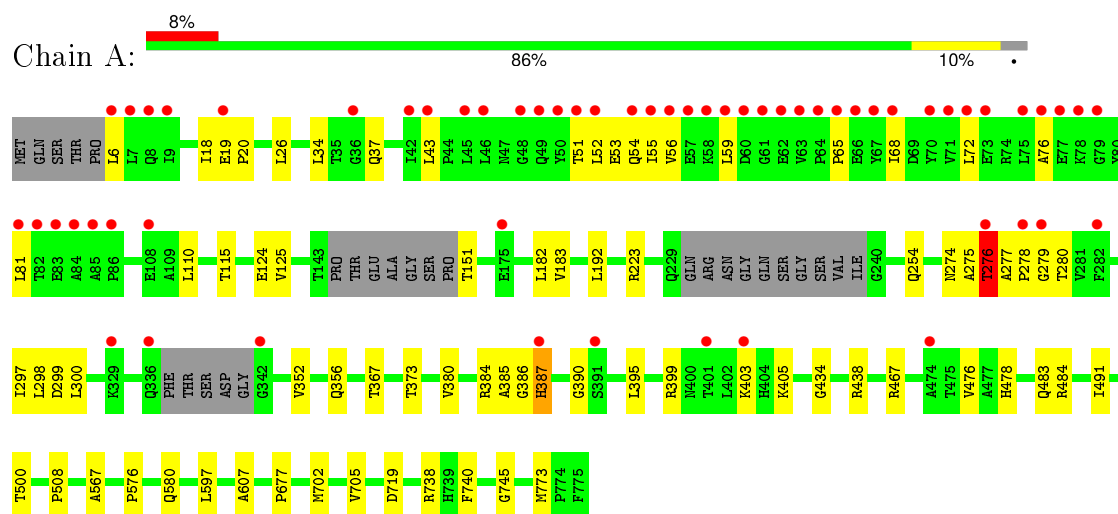 8%
Chain A:
86% 10% •
MET GLN SER THR PRO L6 L7 Q8 I9 I18 E19 P20 L26 L34 T35 G36 Q37 I42 L43 P44 L45 L46 N47 G48 Q49 Y50 T51 L52 E53 Q54 I55 V56 E57 K58 L59 D60 G61 E62 V63 P64 P65 E66 Y67 I68 D69 Y70 V71 L72 E73 R74 L75 A76 E77 K78 G79 Y80
L81 T82 E83 A84 A85 P86 E108 A109 L110 T115 E124 V125 T143 PRO THR GLU ALA GLY SER PRO T151 E175 L182 V183 L192 R223 Q229 GLN ARG ASN GLY GLN SER GLY SER VAL ILE G240 Q254 N274 A275 T276 A277 P278 G279 T280 V281 F282
I297 L298 D299 L300 K329 Q336 PHE THR SER ASP GLY G342 V352 Q356 T367 T373 V380 R384 A385 G386 H387 G390 S391 L395 R399 N400 T401 L402 K403 H404 K405 G434 R438 R467 A474 T475 V476 A477 H478 Q483 R484 I491
T500 P508 A567 P576 Q580 L597 A607 P677 M702 V705 D719 R738 H739 F740 G745 M773 P774 F775